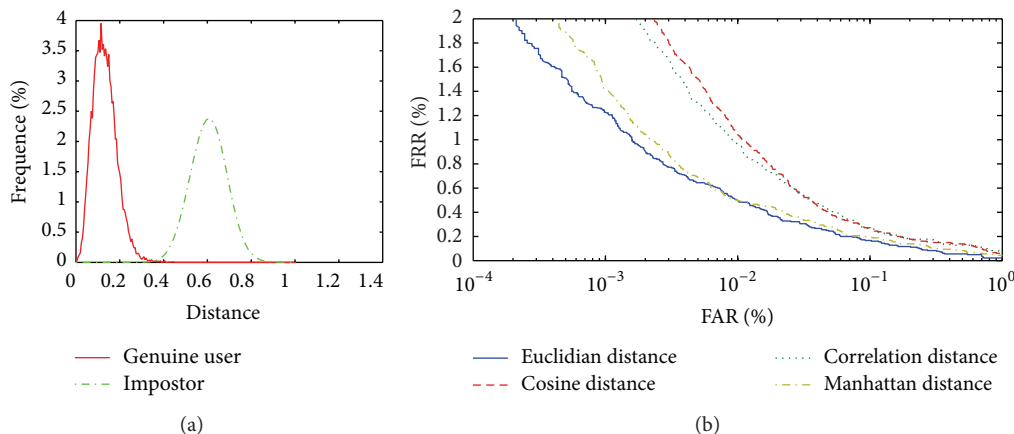 4
3.5
3
2.5
2
1.5
1
0.5
0
Frequence (%)
0 0.2 0.4 0.6 0.8 1 1.2 1.4
Distance
Genuine user
Impostor
(a)
2
1.8
1.6
1.4
1.2
1
0.8
0.6
0.4
0.2
0
FRR (%)
10−4 10−3 10−2 10−1 100
FAR (%)
Euclidian distance
Cosine distance
Correlation distance
Manhattan distance
(b)